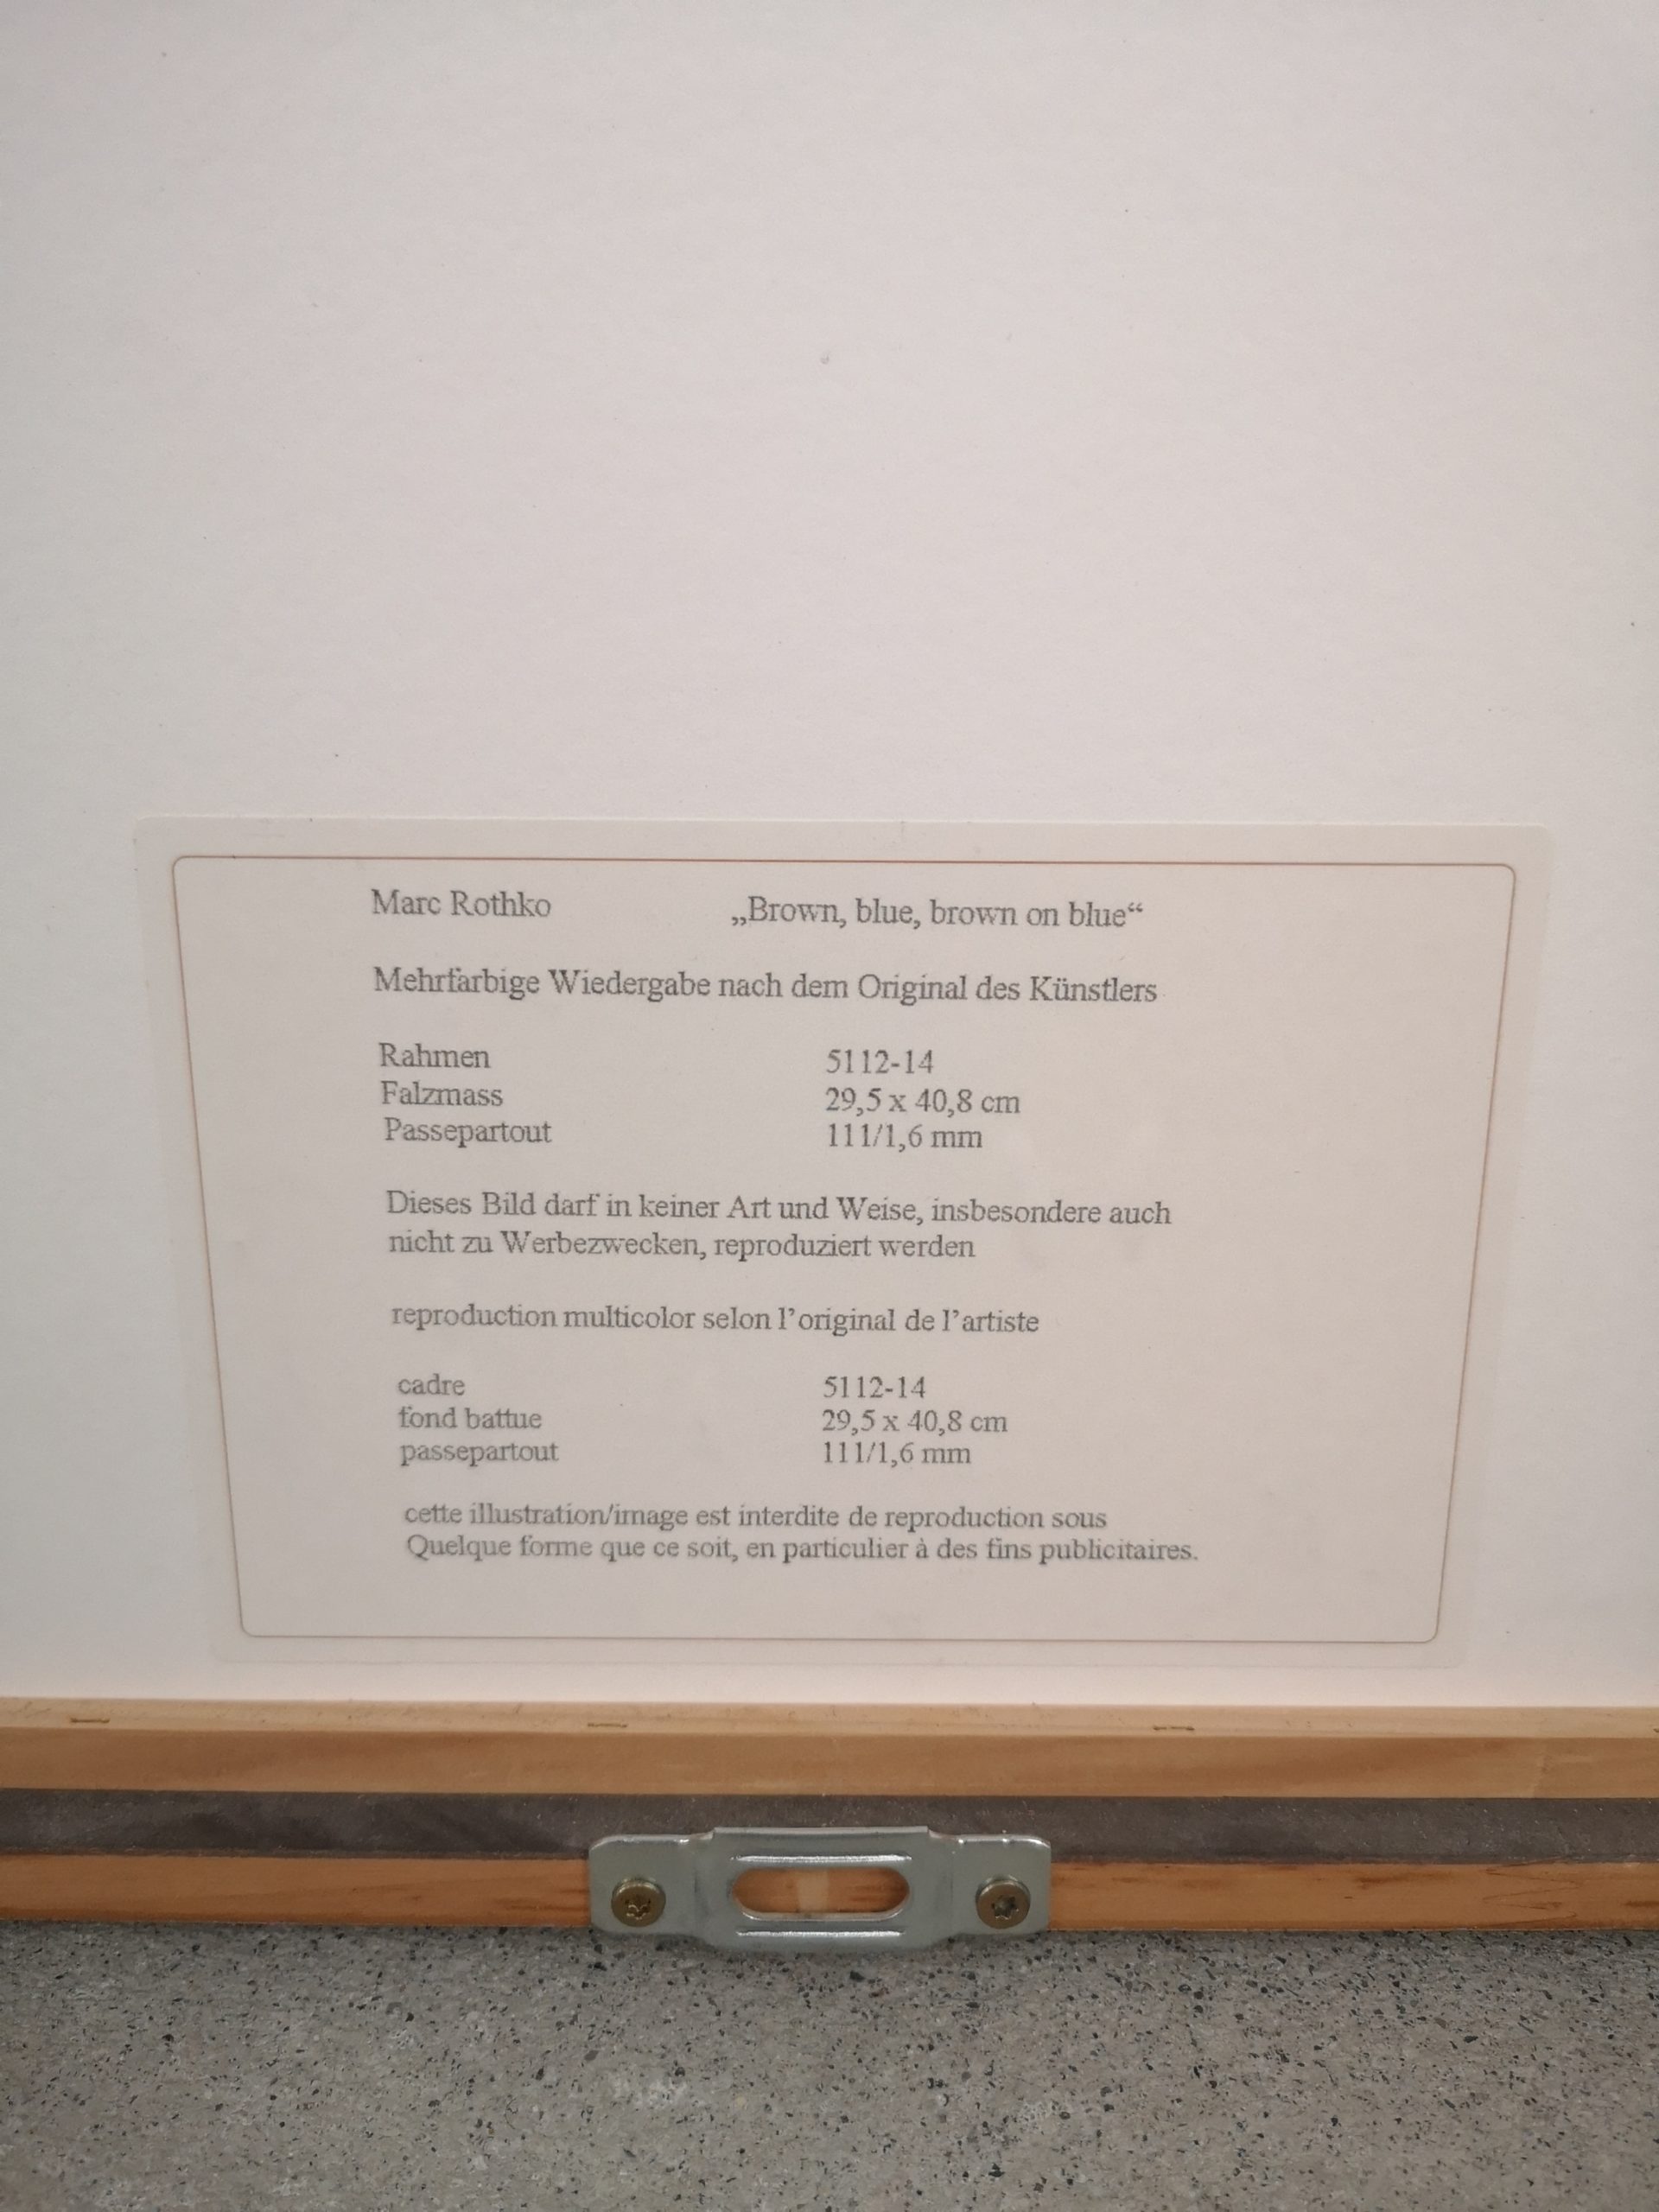 Marc Rothko „Brown, blue, brown on blue“
Mehrfarbige Wiedergabe nach dem Original des Künstlers
Rahmen 5112-14
Falzmass 29,5 x 40,8 cm
Passepartout 111/1,6 mm
Dieses Bild darf in keiner Art und Weise, insbesondere auch
nicht zu Werbezwecken, reproduziert werden
reproduction multicolor selon l’original de l’artiste
cadre 5112-14
fond battue 29,5 x 40,8 cm
passepartout 111/1,6 mm
cette illustration/image est interdite de reproduction sous
Quelque forme que ce soit, en particulier à des fins publicitaires.